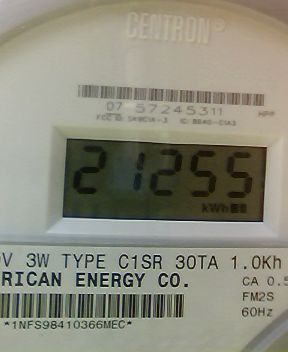 CENTRON®
07 57245311 HPP
21255
kWh
V 3W TYPE C1SR 30TA 1.0Kh
RICAN ENERGY CO.
CA 0.5
FM2S
60Hz
*1NFS98410366MEC*